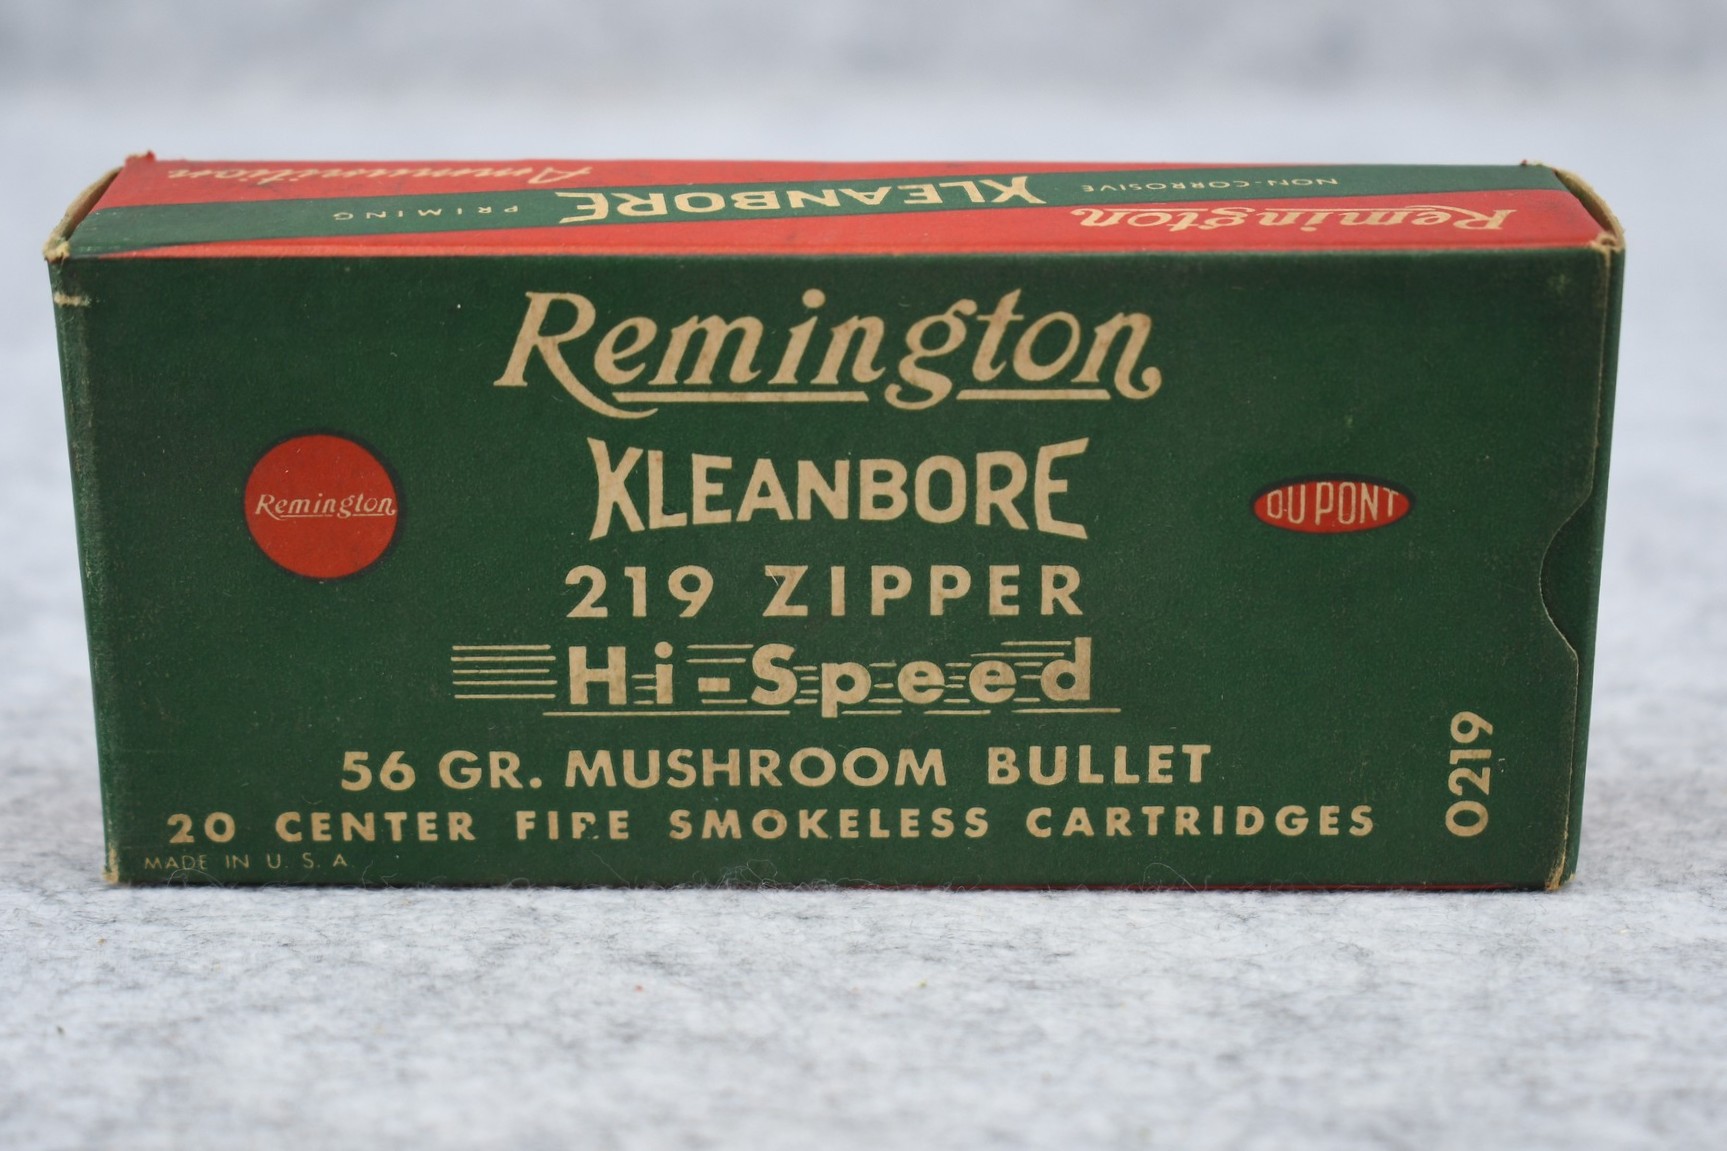 Ammunition
PRIMING KLEANBORE NON-CORROSIVE
Remington
Remington
KLEANBORE
Remington
DU PONT
219 ZIPPER
Hi-Speed
56 GR. MUSHROOM BULLET
20 CENTER FIRE SMOKELESS CARTRIDGES
MADE IN U. S. A.
0219